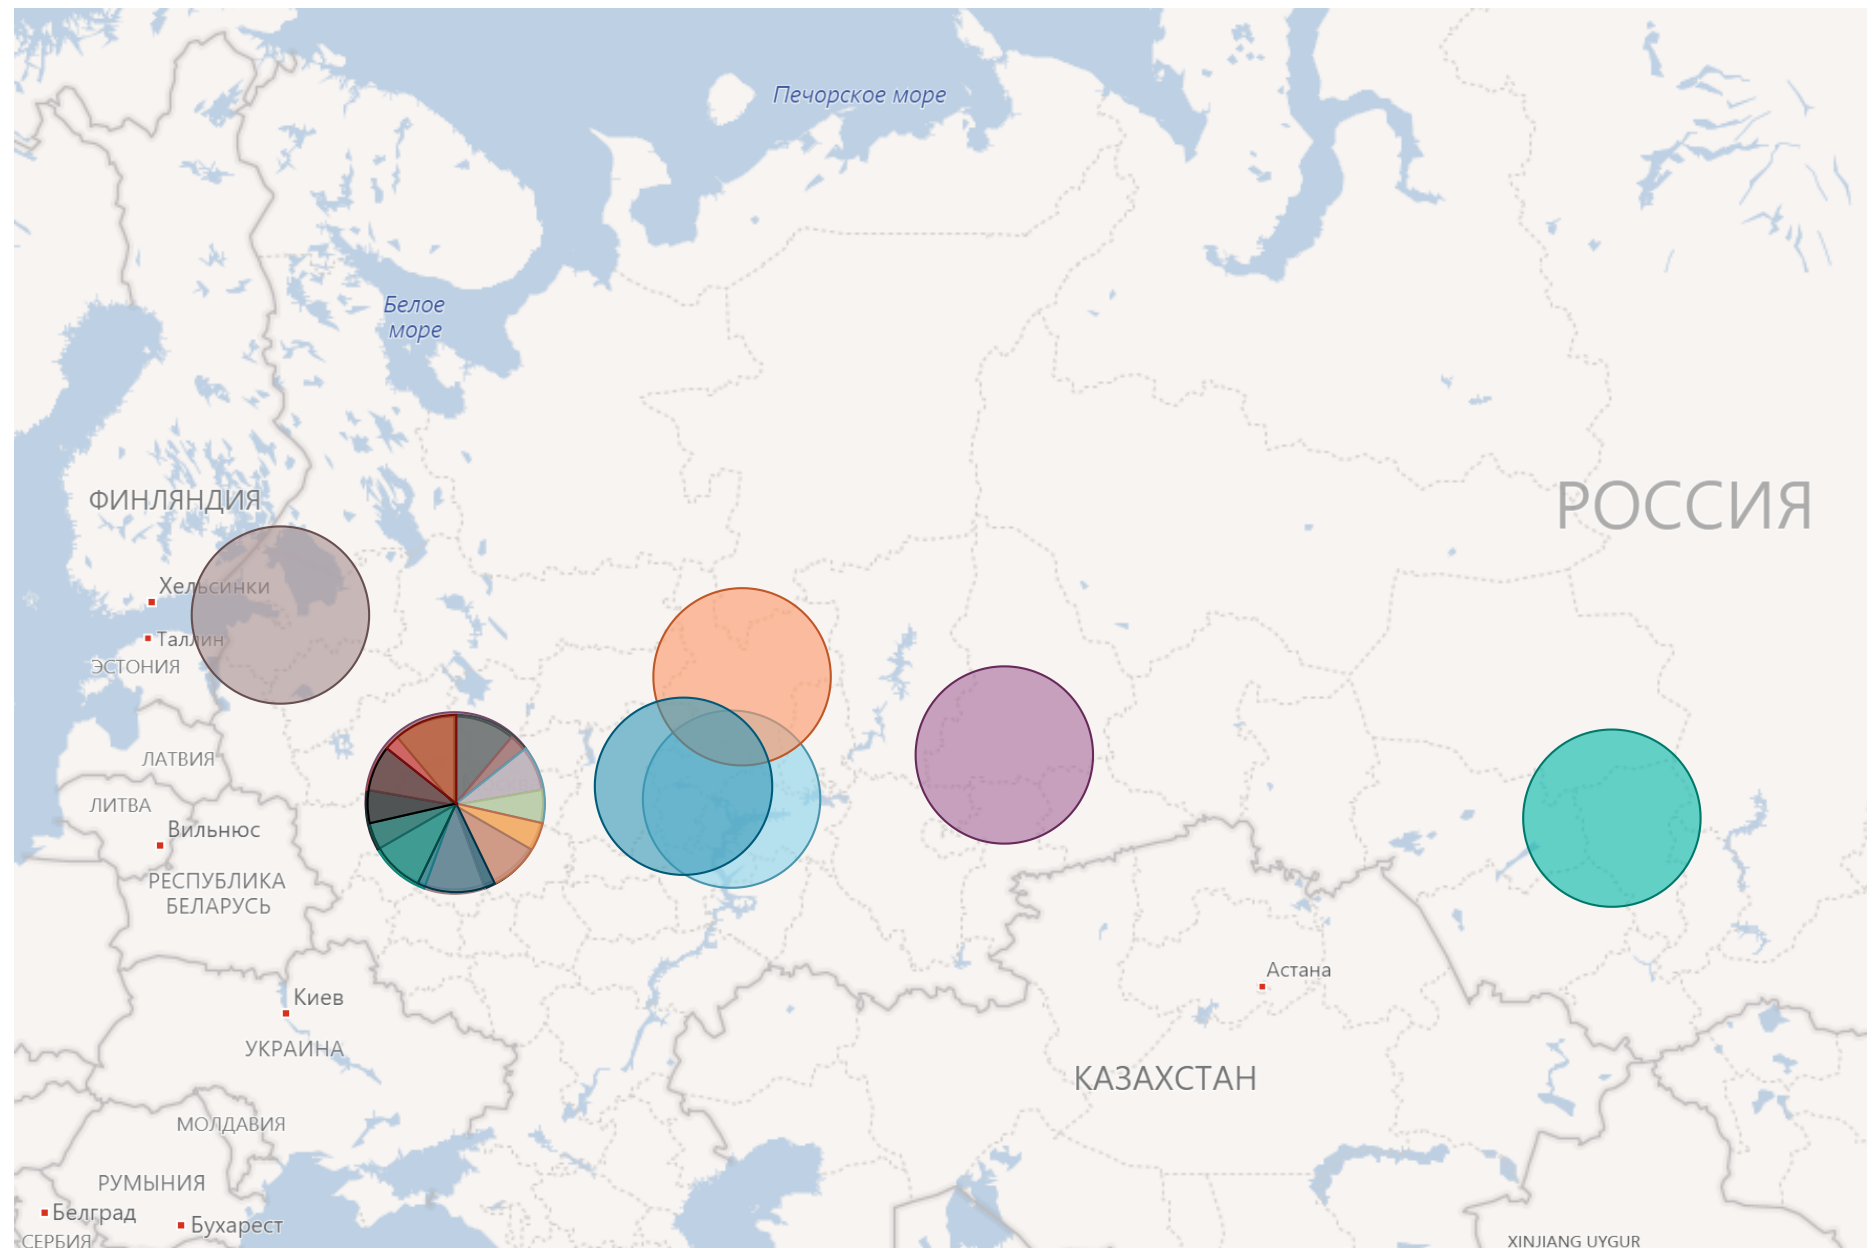 Печорское море
Белое
море
ФИНЛЯНДИЯ
РОССИЯ
Хельсинки
Таллин
ЭСТОНИЯ
ЛАТВИЯ
ЛИТВА
Вильнюс
РЕСПУБЛИКА
БЕЛАРУСЬ
Астана
Киев
УКРАИНА
КАЗАХСТАН
МОЛДАВИЯ
РУМЫНИЯ
Белград
Бухарест
СЕРБИЯ
XINJIANG UYGUR